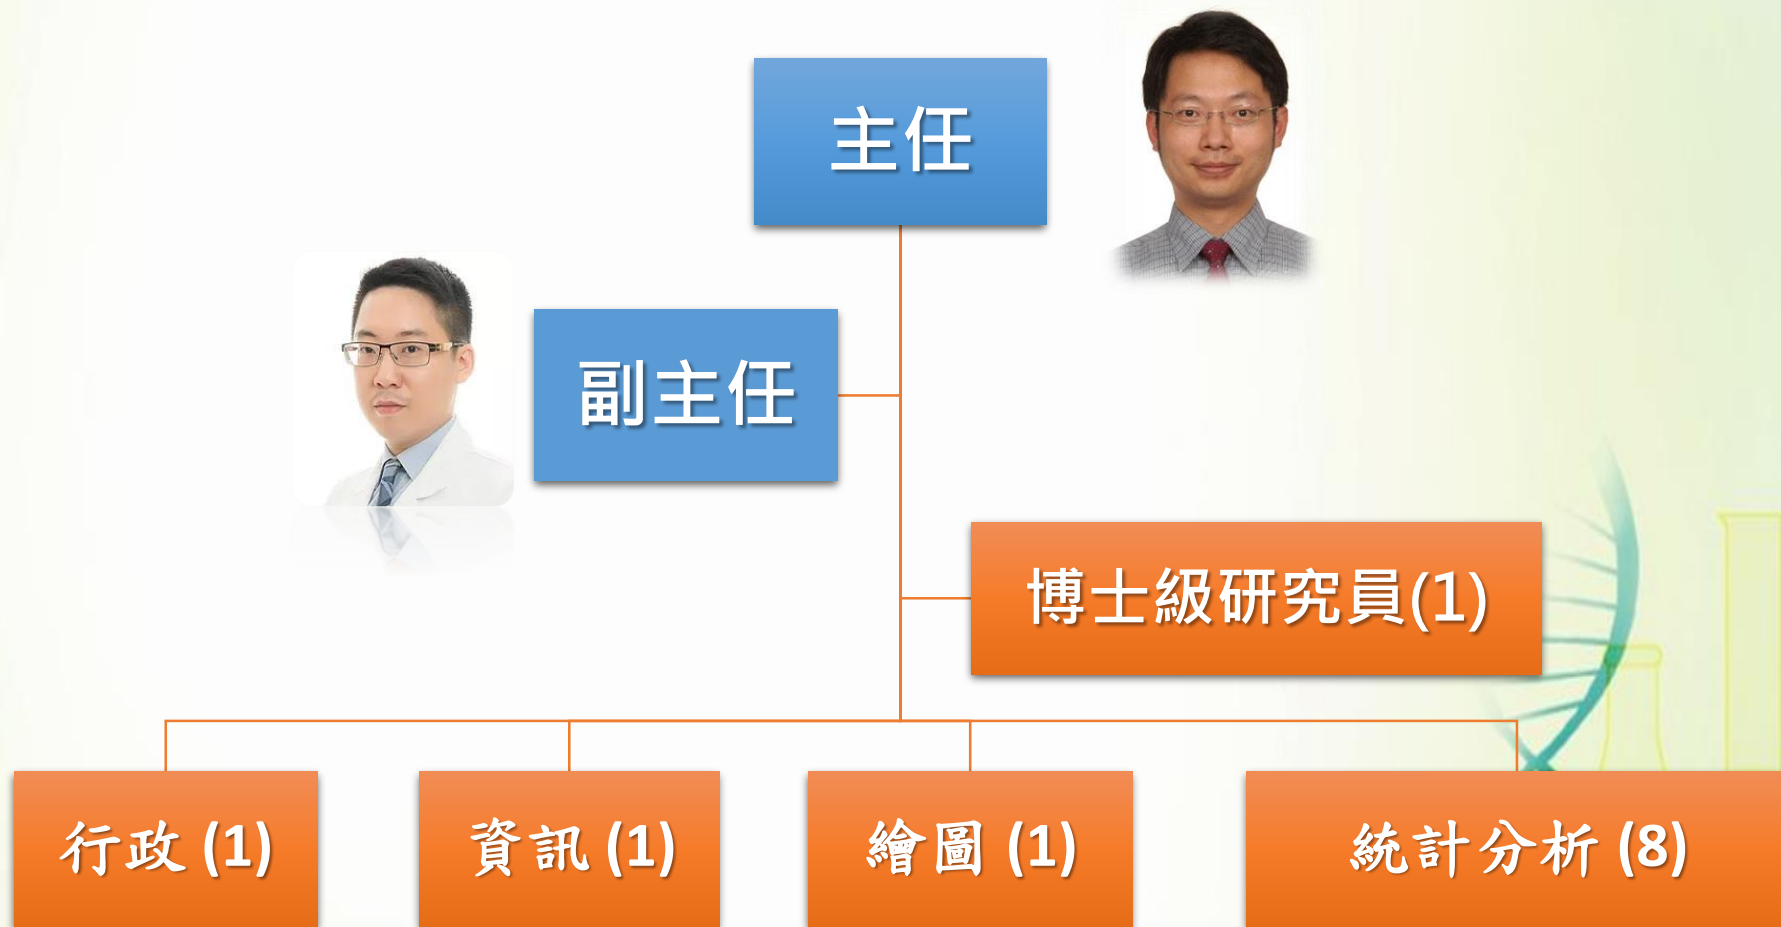 主任
副主任
博士級研究員(1)
行政 (1)
資訊 (1)
繪圖 (1)
統計分析 (8)